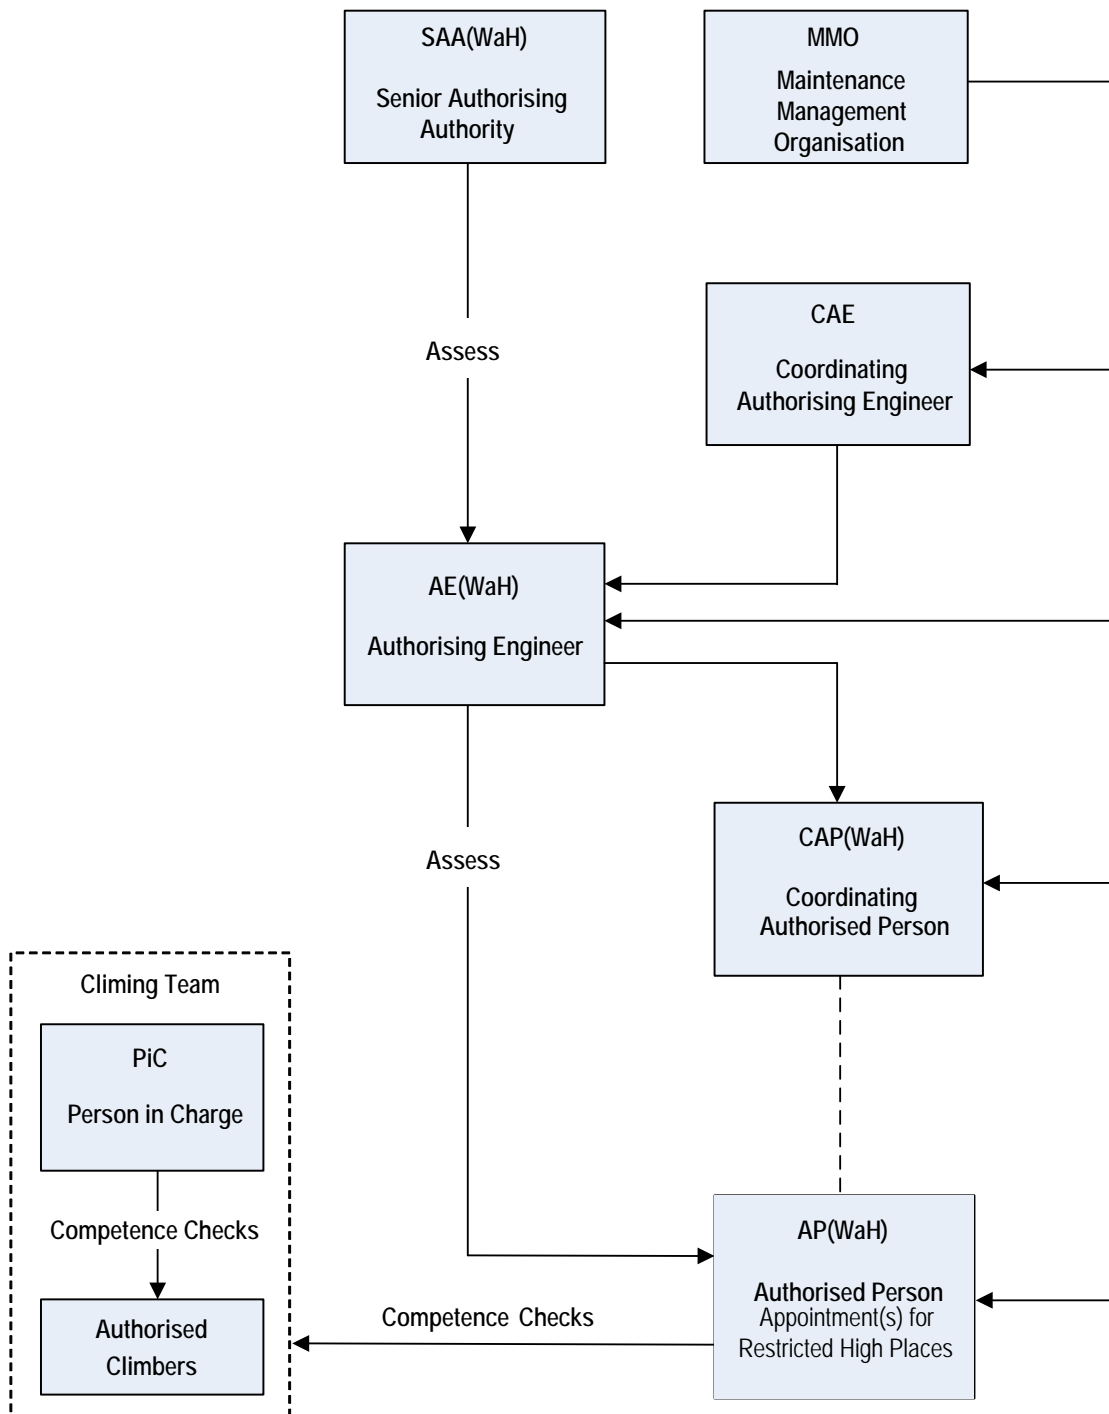 SAA(WaH)
Senior Authorising
Authority
MMO
Maintenance
Management
Organisation
Assess
CAE
Coordinating
Authorising Engineer
AE(WaH)
Authorising Engineer
Assess
CAP(WaH)
Coordinating
Authorised Person
Climing Team
PiC
Person in Charge
Competence Checks
Authorised
Climbers
Competence Checks
AP(WaH)
Authorised Person
Appointment(s) for
Restricted High Places